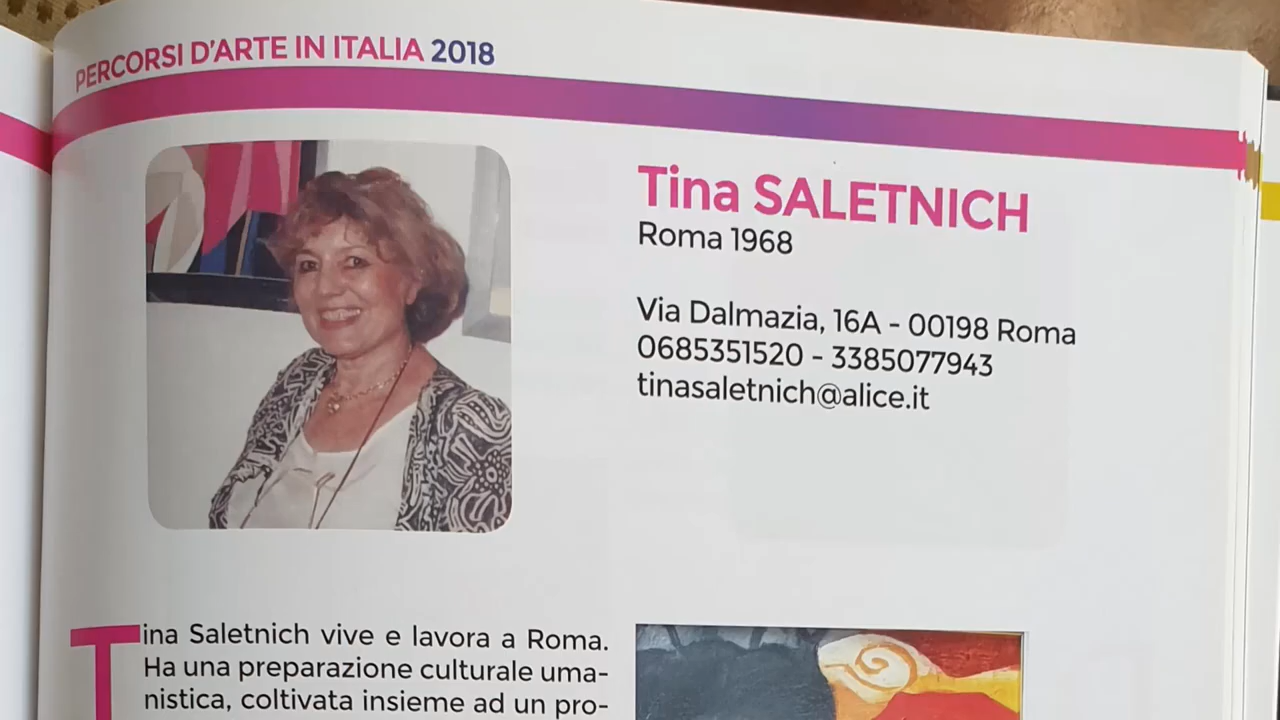 PERCORSI D'ARTE IN ITALIA 2018
Tina SALETNICH
Roma 1968
Via Dalmazia, 16A - 00198 Roma
0685351520 - 3385077943
tinasaletnich@alice.it
Tina Saletnich vive e lavora a Roma.
Ha una preparazione culturale uma-
nistica, coltivata insieme ad un pro-